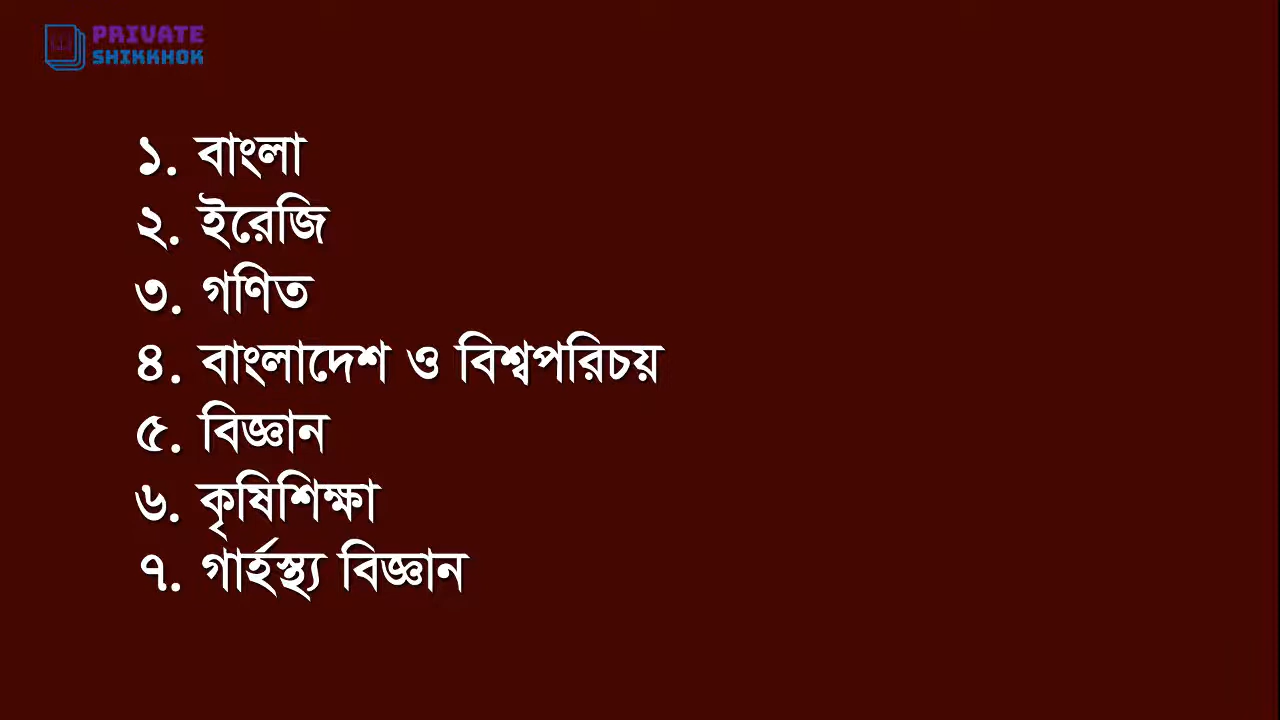 PRIVATE
SHIKKHOK
১. বাংলা
২. ইরেজি
৩. গণিত
৪. বাংলাদেশ ও বিশ্বপরিচয়
৫. বিজ্ঞান
৬. কৃষিশিক্ষা
৭. গার্হস্থ্য বিজ্ঞান